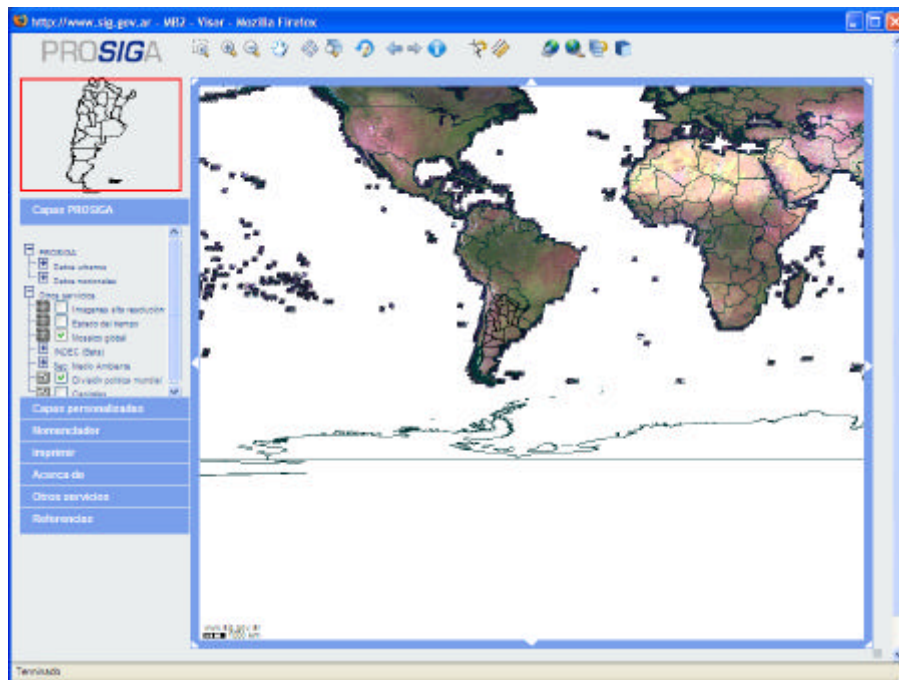 http://www.sig.gov.ar - MB2 - Visor - Mozilla Firefox
PROSIGA
Capas PROSIGA
PROSIGA
Datos urbanos
Datos nacionales
Otros servicios
Imagenes alta resolución
Estado del tiempo
Mosaico global
INDEC (Beta)
Sec. Medio Ambiente
División política mundial
Capitales
Capas personalizadas
Nomenclador
Imprimir
Acerca de
Otros servicios
Referencias
www.sig.gov.ar
Terminado